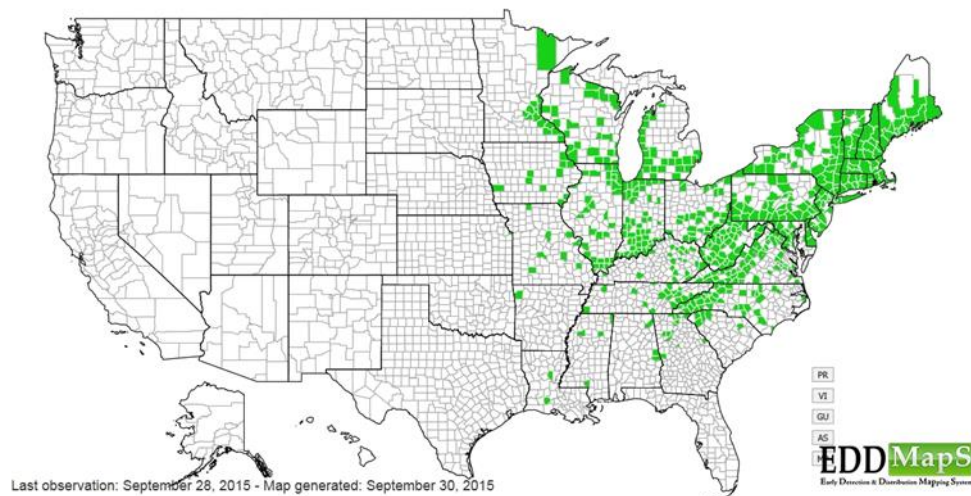 PR
VI
GU
AS
EDDMapS
Early Detection & Distribution Mapping System
Last observation: September 28, 2015 - Map generated: September 30, 2015